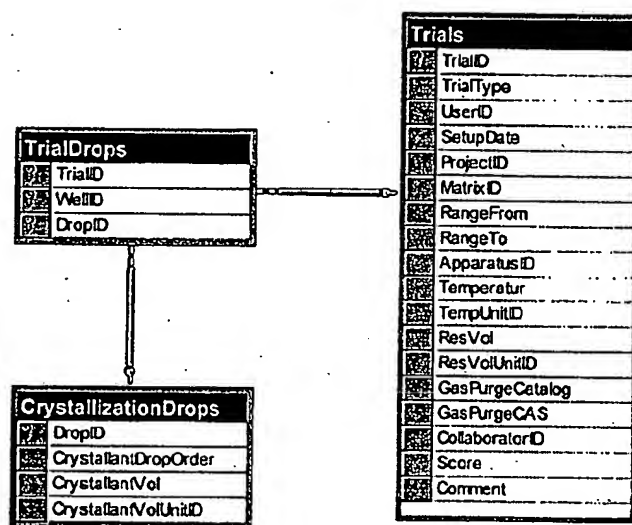 TrialDrops
TrialID
WellID
DropID
CrystallizationDrops
DropID
CrystallantDropOrder
CrystallantVol
CrystallantVolUnitID
Trials
TrialID
TrialType
UserID
SetupDate
ProjectID
MatrixID
RangeFrom
RangeTo
ApparatusID
Temperatur
TempUnitID
ResVol
ResVolUnitID
GasPurgeCatalog
GasPurgeCAS
CollaboratorID
Score
Comment